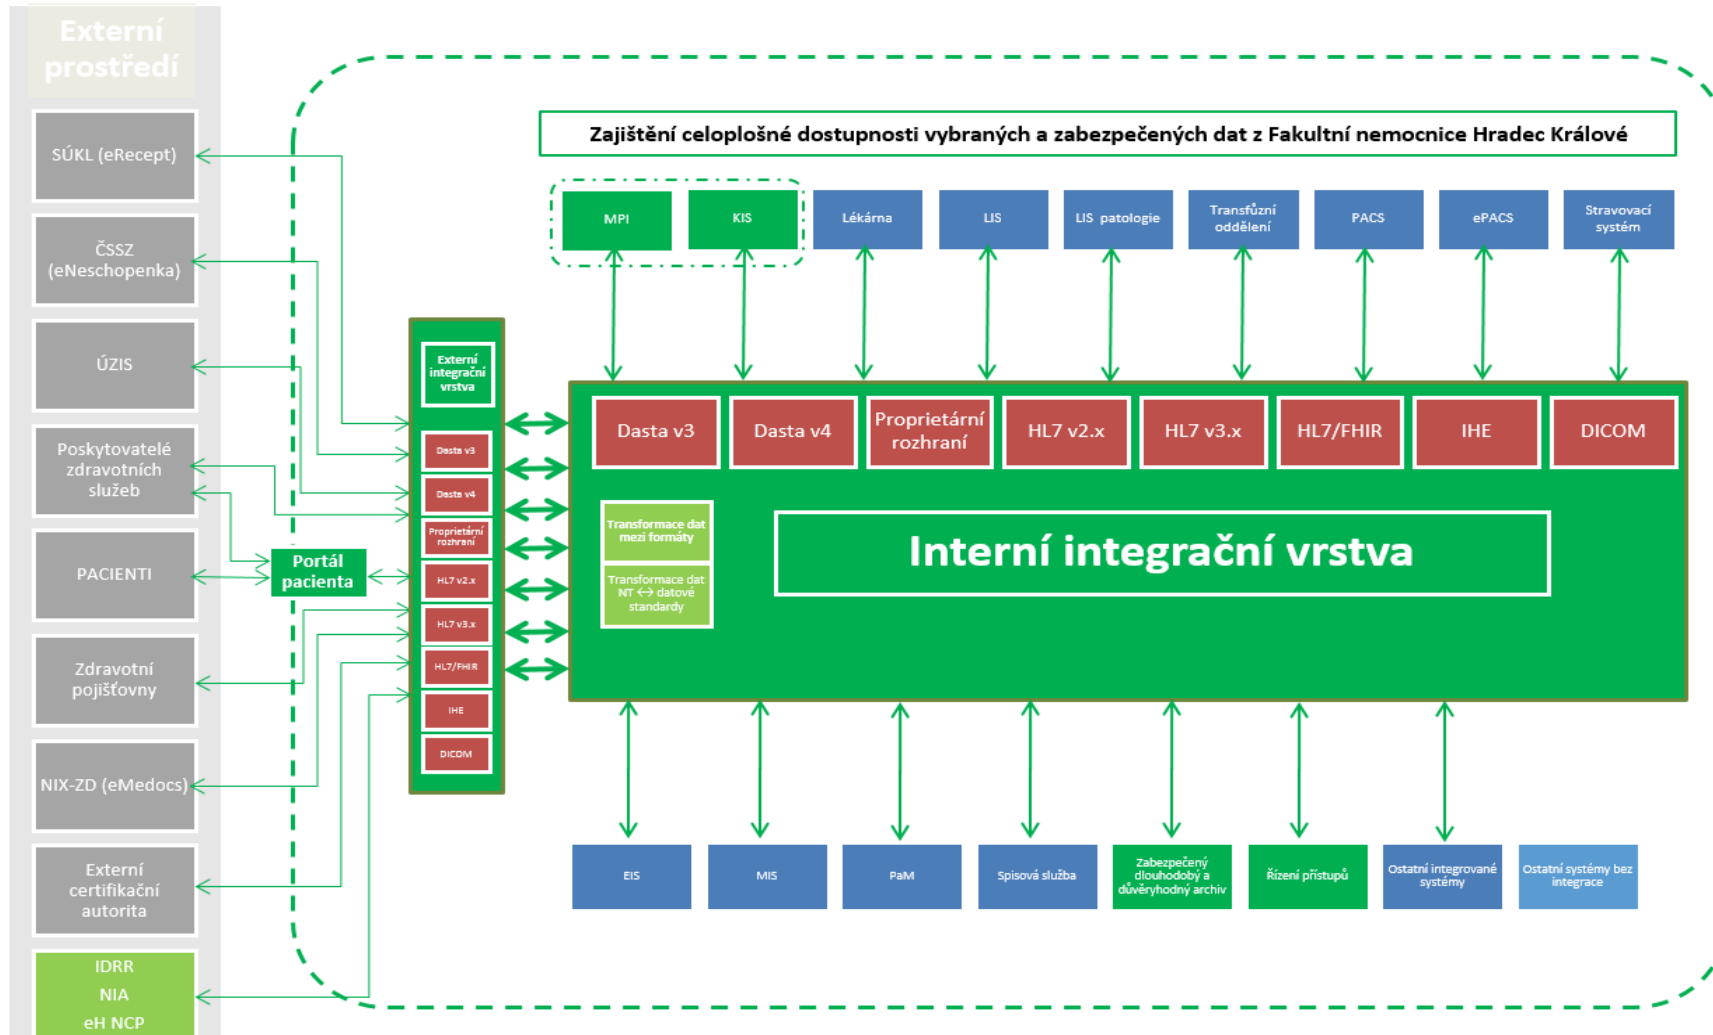 Externí
prostředí
SÚKL (eRecept)
ČSSZ
(eNeschopenka)
ÚZIS
Poskytovatelé
zdravotních
služeb
PACIENTI
Zdravotní
pojišťovny
NIX-ZD (eMedocs)
Externí
certifikační
autorita
IDRR
NIA
eH NCP
Portál
pacienta
Zajištění celoplošné dostupnosti vybraných a zabezpečených dat z Fakultní nemocnice Hradec Králové
MPI
KIS
Lékárna
LIS
LIS patologie
Transfůzní
oddělení
PACS
ePACS
Stravovací
systém
Externí
integrační
vrstva
Dasta v3
Dasta v4
Proprietární
rozhraní
HL7 v2.x
HL7 v3.x
HL7/FHIR
IHE
DICOM
Dasta v3
Dasta v4
Proprietární
rozhraní
HL7 v2.x
HL7 v3.x
HL7/FHIR
IHE
DICOM
Transformace dat
mezi formáty
Transformace dat
NT ↔ datové
standardy
Interní integrační vrstva
EIS
MIS
PaM
Spisová služba
Zabezpečený
dlouhodobý a
důvěryhodný archiv
Řízení přístupů
Ostatní integrované
systémy
Ostatní systémy bez
integrace